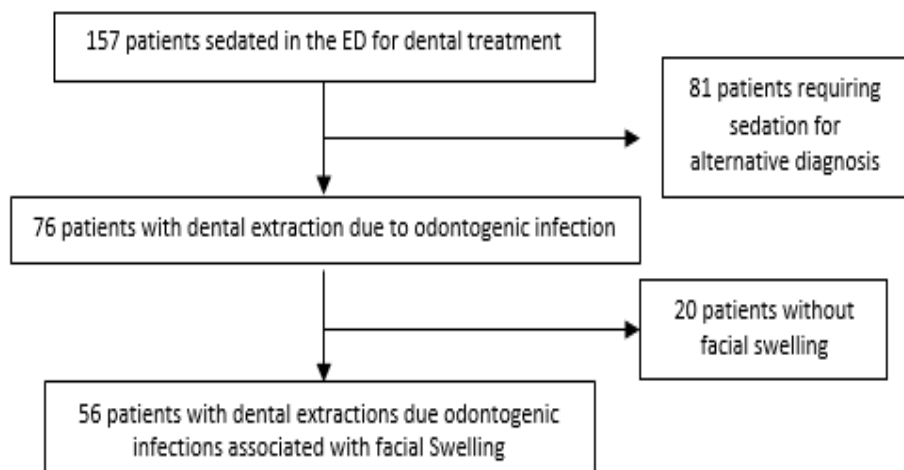 157 patients sedated in the ED for dental treatment
81 patients requiring
sedation for
alternative diagnosis
76 patients with dental extraction due to odontogenic infection
20 patients without
facial swelling
56 patients with dental extractions due odontogenic
infections associated with facial Swelling